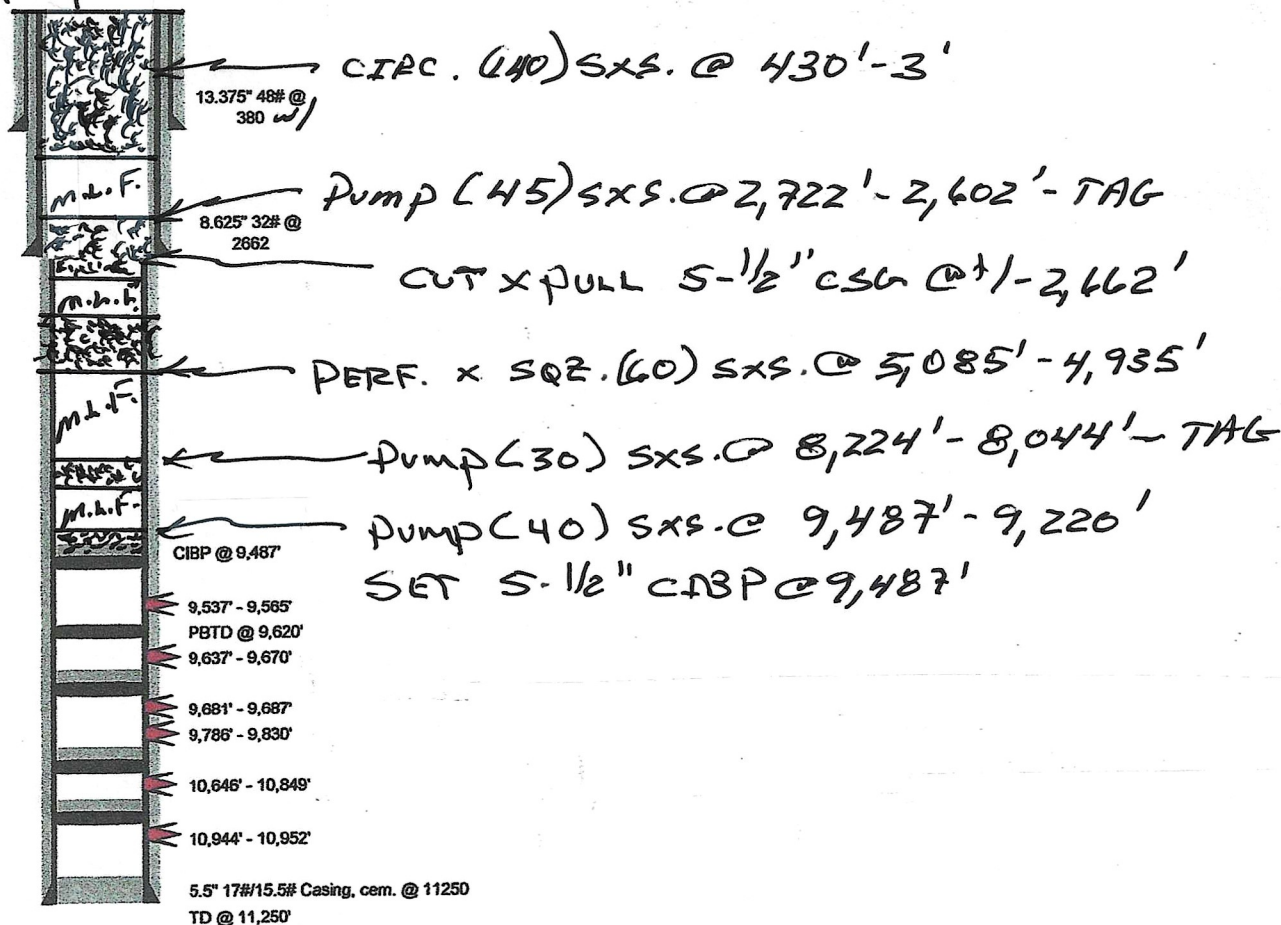 CIRC. (140) SXS. @ 430'-3'
13.375" 48# @
380 w/
M.L.F.
Pump (45) SXS. @ 2,722'-2,602'-TAG
8.625" 32# @
2662
CUT X PULL 5-1/2" CSG @ +/-2,662'
M.L.F.
PERF. X SQZ. (60) SXS. @ 5,085'-4,935'
M.L.F.
Pump (30) SXS. @ 8,224'-8,044'-TAG
M.L.F.
Pump (40) SXS. @ 9,487'-9,220'
CIBP @ 9,487'
SET 5-1/2" CIBP @ 9,487'
9,537' - 9,565'
PBTD @ 9,620'
9,637' - 9,670'
9,681' - 9,687'
9,786' - 9,830'
10,646' - 10,849'
10,944' - 10,952'
5.5" 17#/15.5# Casing, cem. @ 11250
TD @ 11,250'